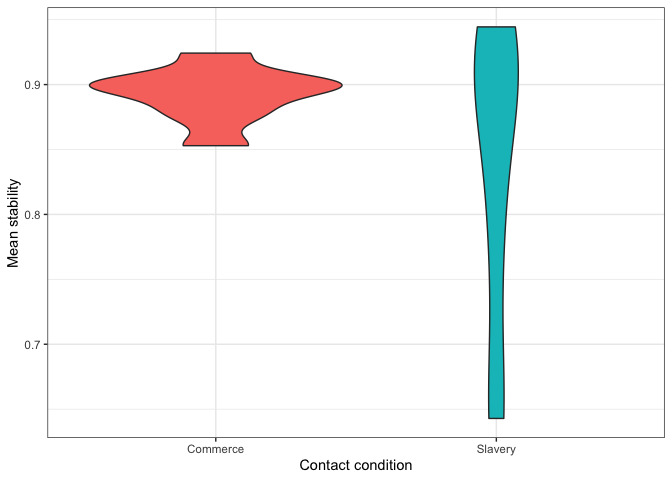 0.9
0.8
0.7
Mean stability
Commerce
Slavery
Contact condition